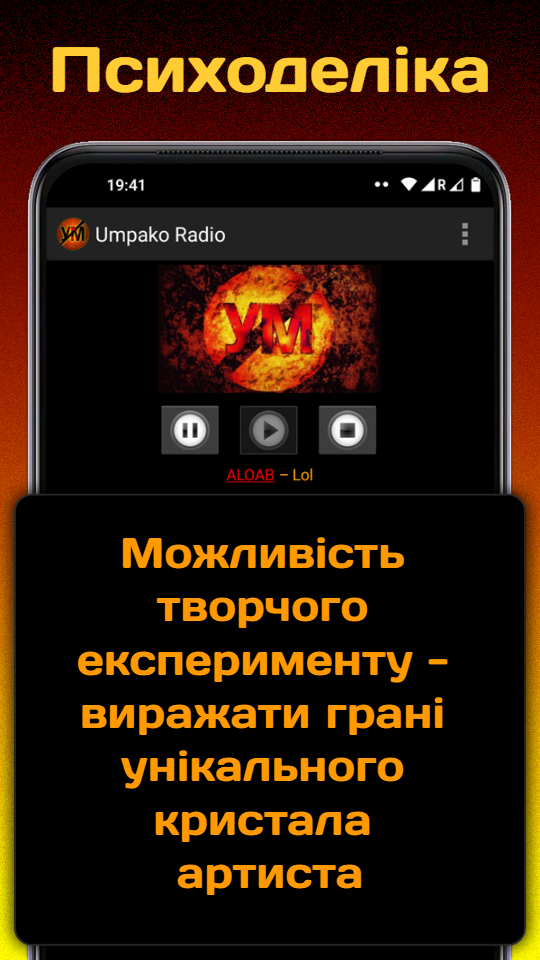 Психоделіка
19:41
R
УМ Umpako Radio
УМ
ALOAB – Lol
Можливість
творчого
експерименту –
виражати грані
унікального
кристала
артиста